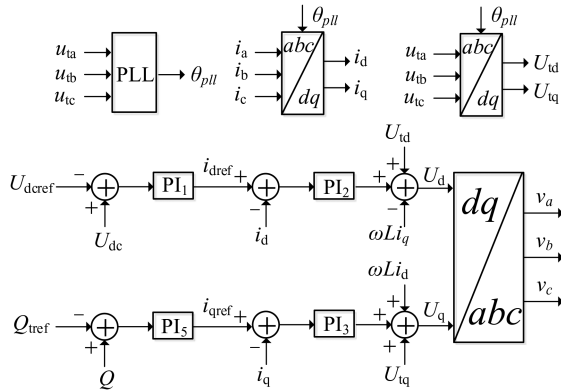 θpll
θpll
uta
utb
utc
PLL
θpll
ia
ib
ic
abc
dq
id
iq
uta
utb
utc
abc
dq
Utd
Utq
Udcref
−
+
Udc
PI1
idref
+
−
id
PI2
+
Utd
+
−
ωLiq
Ud
Qtref
−
+
Q
PI5
iqref
+
−
iq
PI3
+
ωLid
+
+
Utq
Uq
dq
abc
va
vb
vc